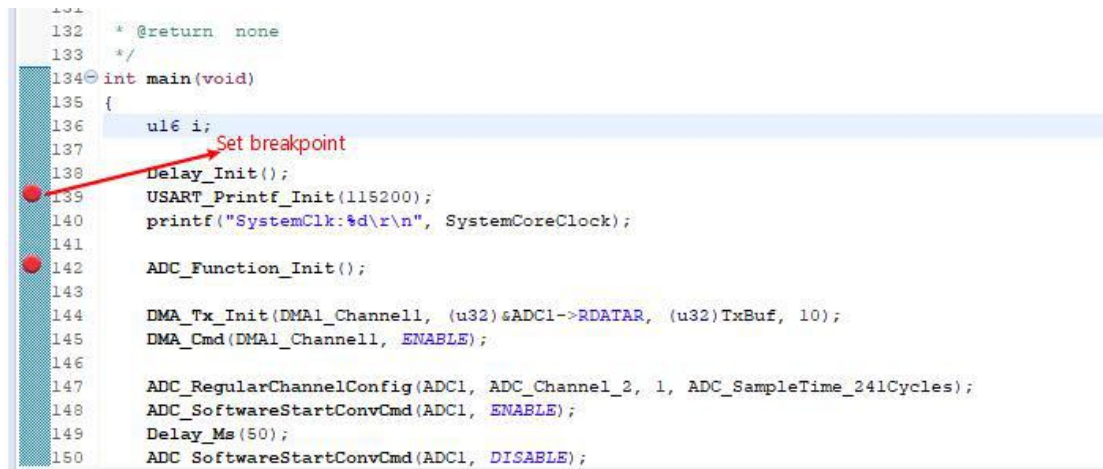 132 * @return none
133 */
134 int main(void)
135 {
136 u16 i;
137 Set breakpoint
138 Delay_Init();
139 USART_Printf_Init(115200);
140 printf("SystemClk:%d\r\n", SystemCoreClock);
141
142 ADC_Function_Init();
143
144 DMA_Tx_Init(DMA1_Channel1, (u32)&ADC1->RDATAR, (u32)TxBuf, 10);
145 DMA_Cmd(DMA1_Channel1, ENABLE);
146
147 ADC_RegularChannelConfig(ADC1, ADC_Channel_2, 1, ADC_SampleTime_241Cycles);
148 ADC_SoftwareStartConvCmd(ADC1, ENABLE);
149 Delay_Ms(50);
150 ADC_SoftwareStartConvCmd(ADC1, DISABLE);